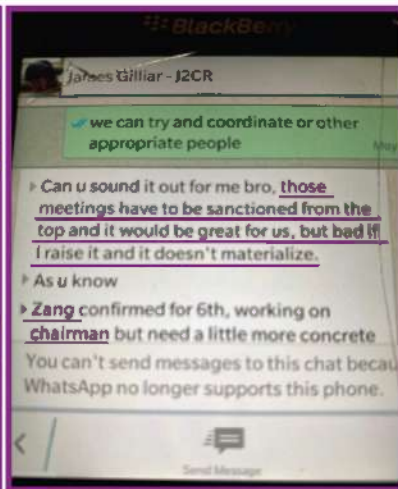 BlackBerry
James Gilliar - J2CR
we can try and coordinate or other
appropriate people
May
Can u sound it out for me bro, those
meetings have to be sanctioned from the
top and it would be great for us, but bad if
I raise it and it doesn't materialize.
As u know
Zang confirmed for 6th, working on
chairman but need a little more concrete
You can't send messages to this chat becau
WhatsApp no longer supports this phone.
Send Message